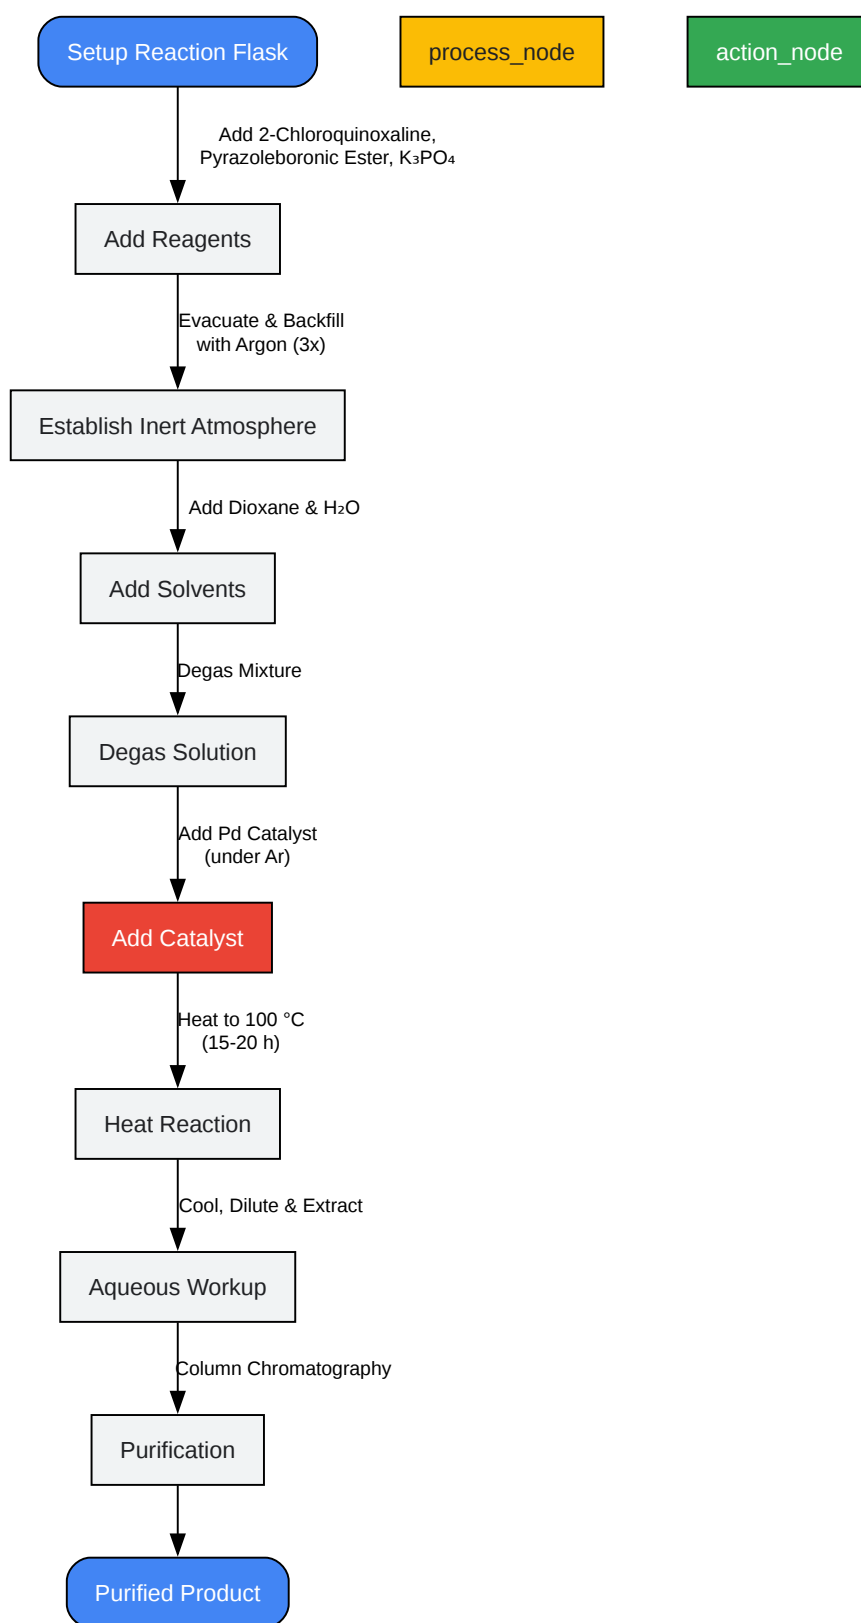 Setup Reaction Flask
process_node
action_node
Add 2-Chloroquinoxaline,
Pyrazoleboronic Ester, K₃PO₄
Add Reagents
Evacuate & Backfill
with Argon (3x)
Establish Inert Atmosphere
Add Dioxane & H₂O
Add Solvents
Degas Mixture
Degas Solution
Add Pd Catalyst
(under Ar)
Add Catalyst
Heat to 100 °C
(15-20 h)
Heat Reaction
Cool, Dilute & Extract
Aqueous Workup
Column Chromatography
Purification
Purified Product